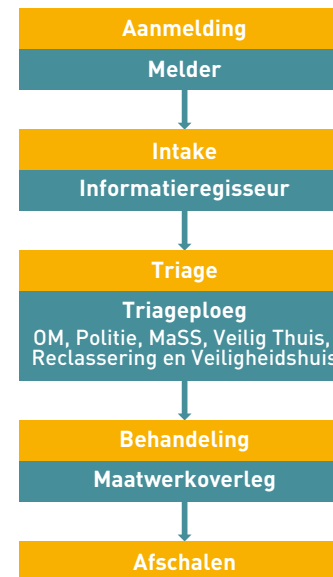 Aanmelding
Melder
Intake
Informatieregisseur
Triage
Triageploeg
OM, Politie, MaSS, Veilig Thuis,
Reclassering en Veiligheidshuis
Behandeling
Maatwerkoverleg
Afschalen